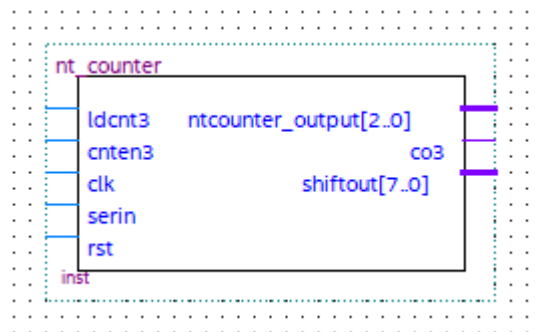 nt_counter
ldcnt3 ntcounter_output[2..0]
cnten3 co3
clk shiftout[7..0]
serin
rst
inst